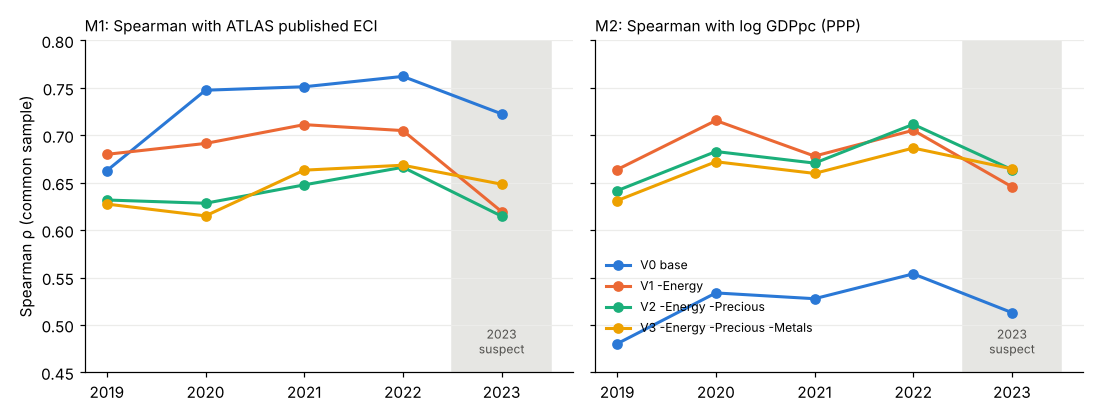 M1: Spearman with ATLAS published ECI
M2: Spearman with log GDPpc (PPP)
Spearman ρ (common sample)
0.80
0.75
0.70
0.65
0.60
0.55
0.50
0.45
2023
suspect
2019
2020
2021
2022
2023
V0 base
V1 -Energy
V2 -Energy -Precious
V3 -Energy -Precious -Metals
2023
suspect
2019
2020
2021
2022
2023